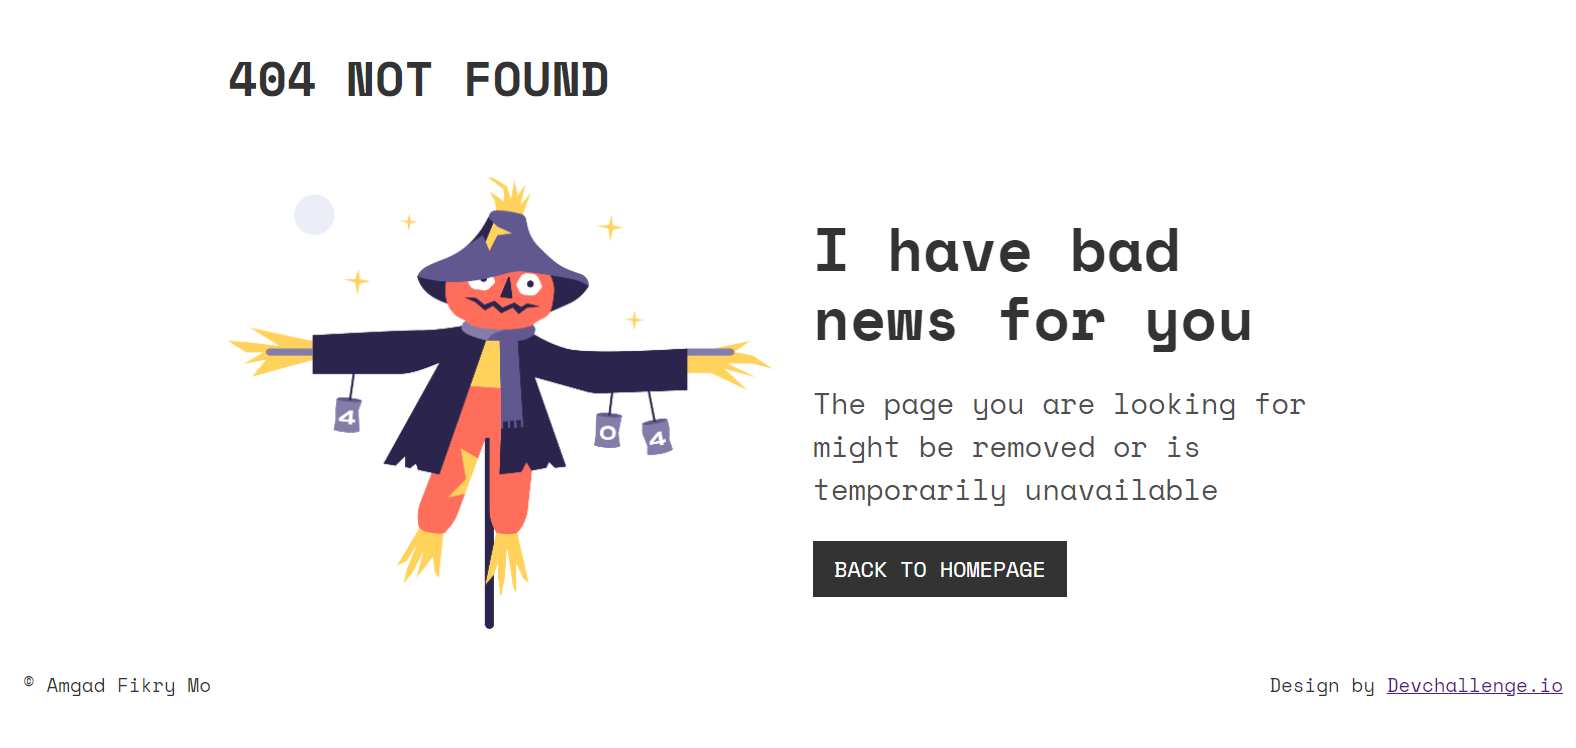 404 NOT FOUND
I have bad
news for you
The page you are looking for
might be removed or is
temporarily unavailable
BACK TO HOMEPAGE
4
0
4
© Amgad Fikry Mo
Design by Devchallenge.io